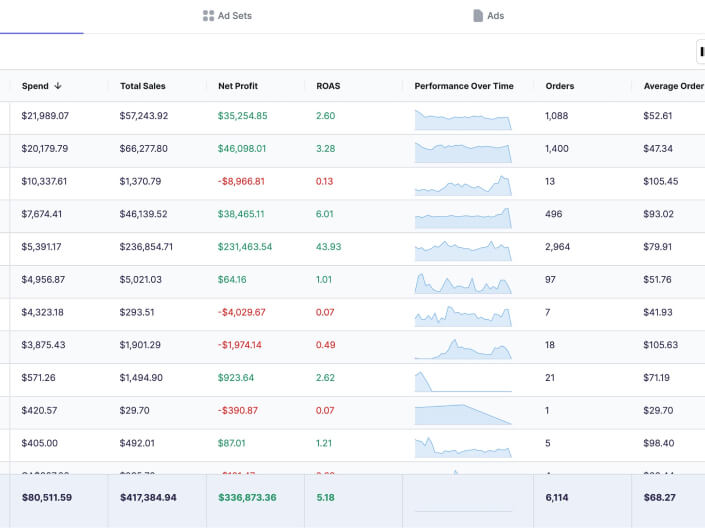 Ad Sets Ads
Spend Total Sales Net Profit ROAS Performance Over Time Orders Average Order
$21,989.07 $57,243.92 $35,254.85 2.60 1,088 $52.61
$20,179.79 $66,277.80 $46,098.01 3.28 1,400 $47.34
$10,337.61 $1,370.79 -$8,966.81 0.13 13 $105.45
$7,674.41 $46,139.52 $38,465.11 6.01 496 $93.02
$5,391.17 $236,854.71 $231,463.54 43.93 2,964 $79.91
$4,956.87 $5,021.03 $64.16 1.01 97 $51.76
$4,323.18 $293.51 -$4,029.67 0.07 7 $41.93
$3,875.43 $1,901.29 -$1,974.14 0.49 18 $105.63
$571.26 $1,494.90 $923.64 2.62 21 $71.19
$420.57 $29.70 -$390.87 0.07 1 $29.70
$405.00 $492.01 $87.01 1.21 5 $98.40
$80,511.59 $417,384.94 $336,873.36 5.18 6,114 $68.27